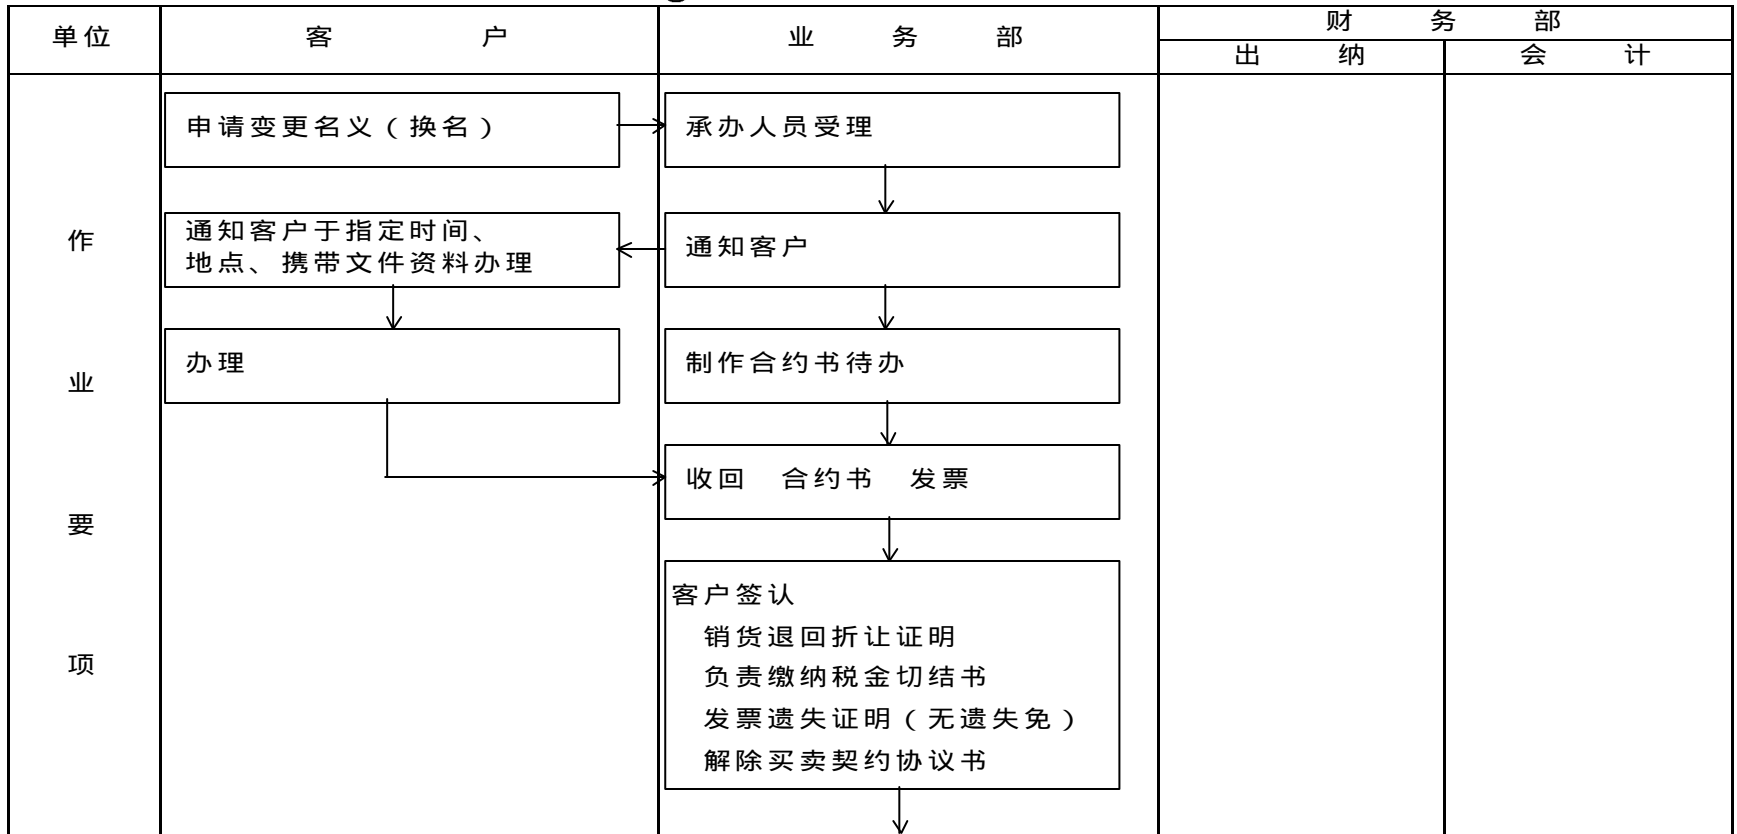 单位
客 户
业 务 部
财 务 部
出 纳
会 计
作业要项
申请变更名义(换名)
承办人员受理
通知客户于指定时间、
地点、携带文件资料办理
通知客户
办理
制作合约书待办
收回 合约书 发票
客户签认
销货退回折让证明
负责缴纳税金切结书
发票遗失证明(无遗失免)
解除买卖契约协议书